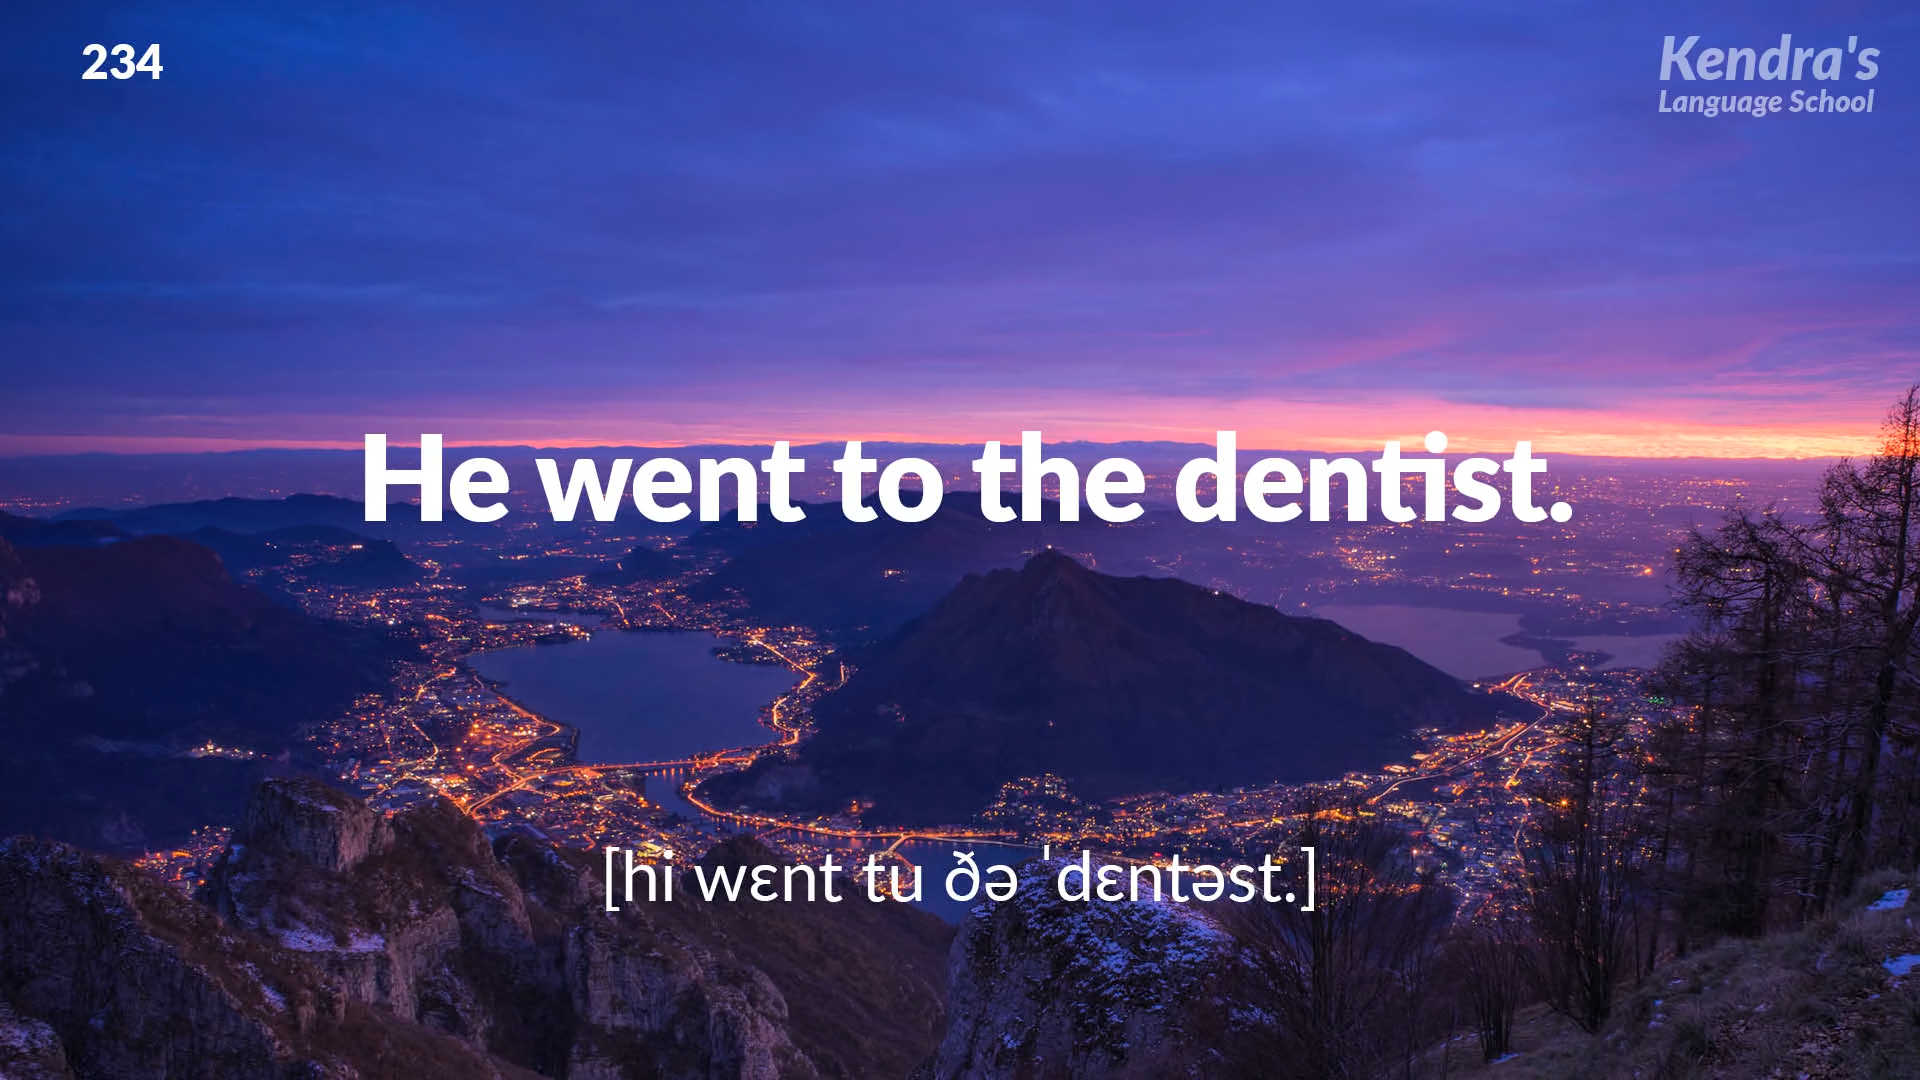 234
Kendra's
Language School
He went to the dentist.
[hi wɛnt tu ðə ˈdɛntəst.]